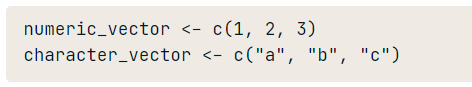 numeric_vector <- c(1, 2, 3)
character_vector <- c("a", "b", "c")